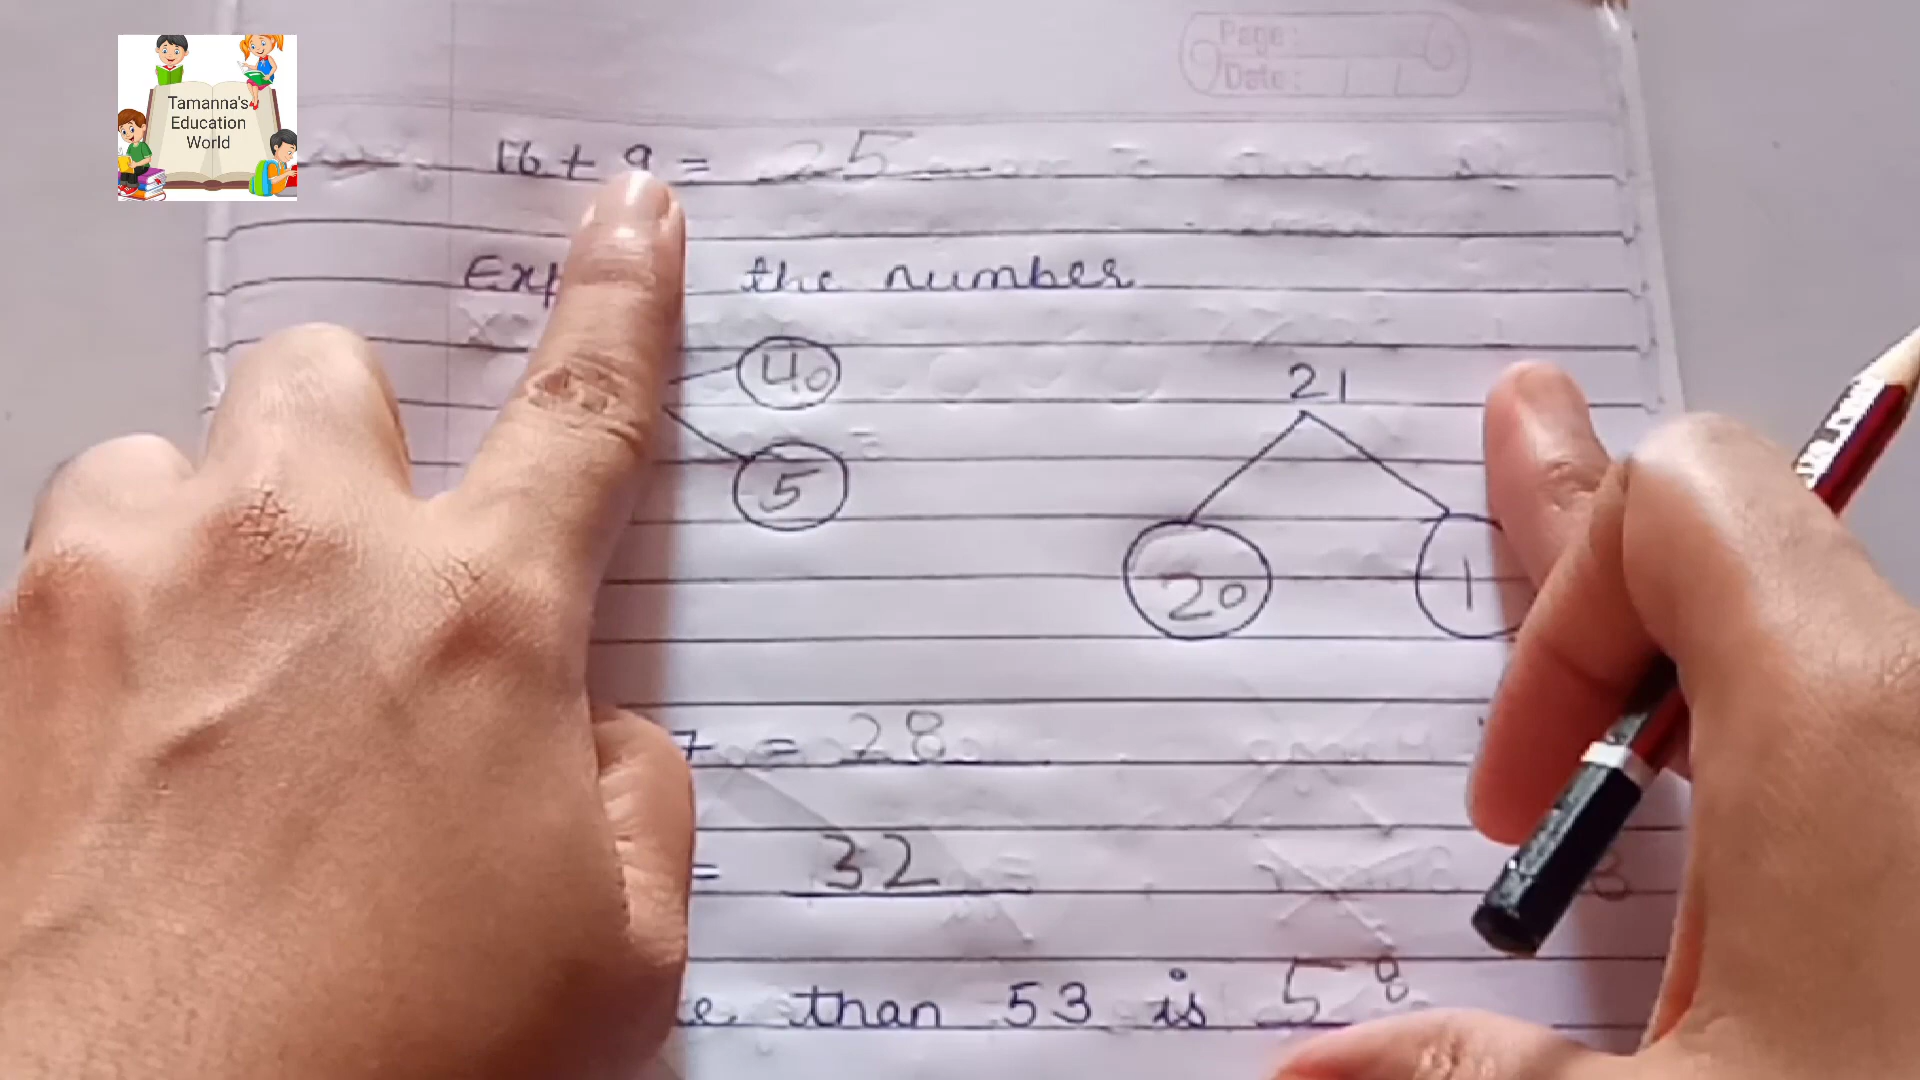 Tamanna's
Education
World
Page:
Date:
16 + 9 = 25
the number
40
5
21
20
1
7 = 28
= 32
than 53 is 58